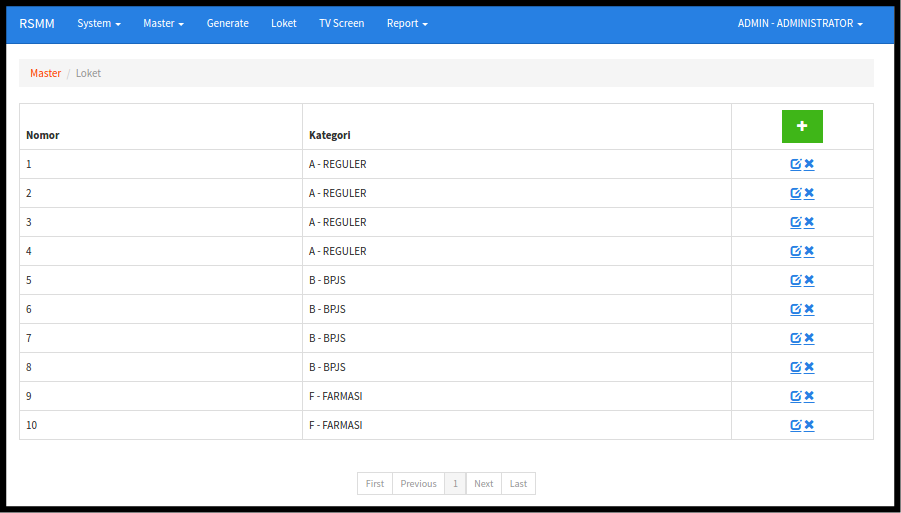 RSMM System Master Generate Loket TV Screen Report ADMIN - ADMINISTRATOR
Master / Loket
Nomor Kategori
1 A - REGULER
2 A - REGULER
3 A - REGULER
4 A - REGULER
5 B - BPJS
6 B - BPJS
7 B - BPJS
8 B - BPJS
9 F - FARMASI
10 F - FARMASI
First Previous 1 Next Last